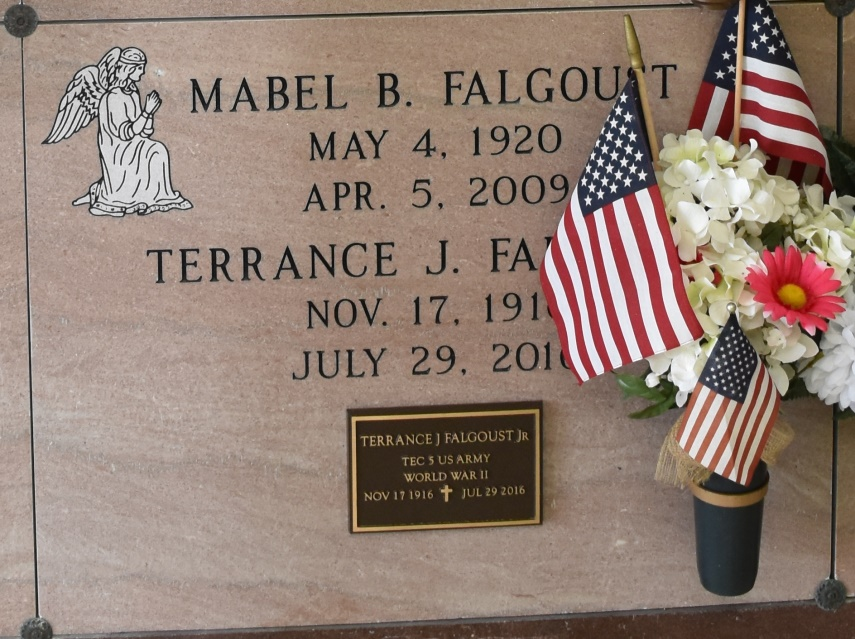 MABEL B. FALGOUST
MAY 4, 1920
APR. 5, 2009
TERRANCE J. FA
NOV. 17, 191
JULY 29, 201
TERRANCE J FALGOUST JR
TEC 5 US ARMY
WORLD WAR II
NOV 17 1916 ✝ JUL 29 2016